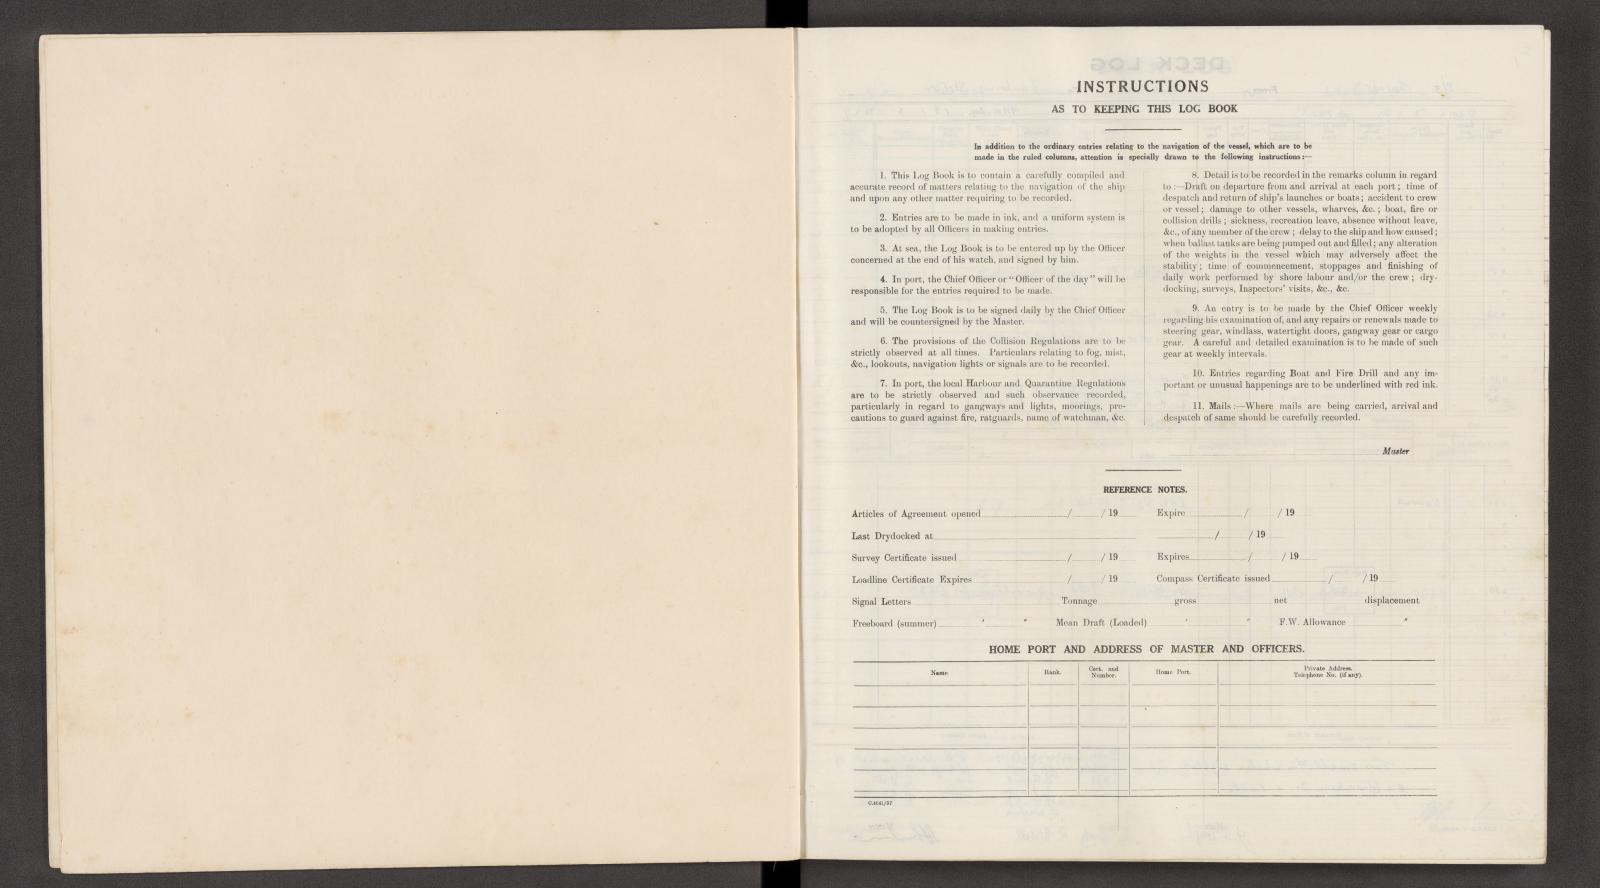 INSTRUCTIONS
AS TO KEEPING THIS LOG BOOK
In addition to the ordinary entries relating to the navigation of the vessel, which are to be
made in the ruled columns, attention is specially drawn to the following instructions:—
1. This Log Book is to contain a carefully compiled and
accurate record of matters relating to the navigation of the ship
and upon any other matter requiring to be recorded.
2. Entries are to be made in ink, and a uniform system is
to be adopted by all Officers in making entries.
3. At sea, the Log Book is to be entered up by the Officer
concerned at the end of his watch, and signed by him.
4. In port, the Chief Officer or "Officer of the day" will be
responsible for the entries required to be made.
5. The Log Book is to be signed daily by the Chief Officer
and will be countersigned by the Master.
6. The provisions of the Collision Regulations are to be
strictly observed at all times. Particulars relating to fog, mist,
&c., lookouts, navigation lights or signals are to be recorded.
7. In port, the local Harbour and Quarantine Regulations
are to be strictly observed and such observance recorded,
particularly in regard to gangways and lights, moorings, pre-
cautions to guard against fire, ratguards, name of watchman, &c.
8. Detail is to be recorded in the remarks column in regard
to:—Draft on departure from and arrival at each port; time of
despatch and return of ship's launches or boats; accident to crew
or vessel; damage to other vessels, wharves, &c.; boat, fire or
collision drills; sickness, recreation leave, absence without leave,
&c., of any member of the crew; delay to the ship and how caused;
when ballast tanks are being pumped out and filled; any alteration
of the weights in the vessel which may adversely affect the
stability; time of commencement, stoppages and finishing of
daily work performed by shore labour and/or the crew; dry-
docking, surveys, Inspectors' visits, &c., &c.
9. An entry is to be made by the Chief Officer weekly
regarding his examination of, and any repairs or renewals made to
steering gear, windlass, watertight doors, gangway gear or cargo
gear. A careful and detailed examination is to be made of such
gear at weekly intervals.
10. Entries regarding Boat and Fire Drill and any im-
portant or unusual happenings are to be underlined with red ink.
11. Mails:—Where mails are being carried, arrival and
despatch of same should be carefully recorded.
Master
REFERENCE NOTES.
Articles of Agreement opened / / 19 Expire / / 19
Last Drydocked at / / 19
Survey Certificate issued / / 19 Expires / / 19
Loadline Certificate Expires / / 19 Compass Certificate issued / / 19
Signal Letters Tonnage gross net displacement
Freeboard (summer) ' " Mean Draft (Loaded) ' " F.W. Allowance "
HOME PORT AND ADDRESS OF MASTER AND OFFICERS.
Name Rank. Cert. and Number. Home Port. Private Address. Telephone No. (if any).